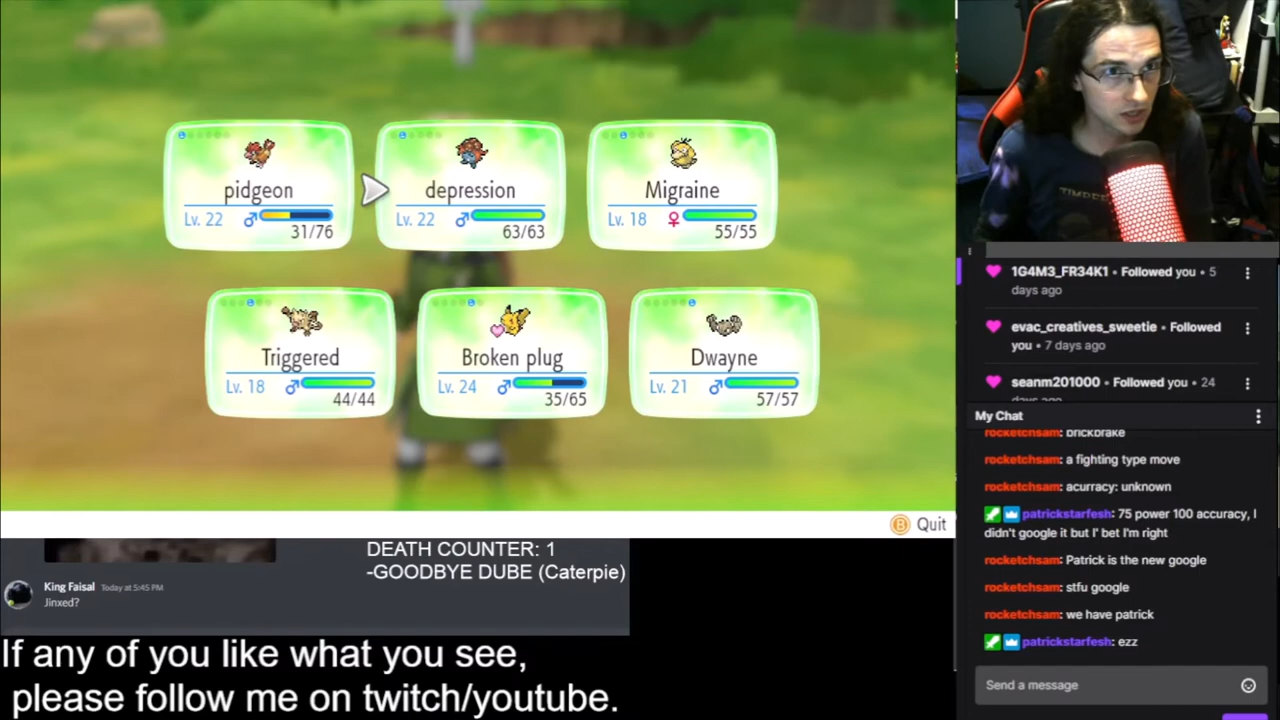 pidgeon
Lv. 22 ♂
31/76
depression
Lv. 22 ♂
63/63
Migraine
Lv. 18 ♀
55/55
Triggered
Lv. 18 ♂
44/44
Broken plug
Lv. 24 ♂
35/65
Dwayne
Lv. 21 ♂
57/57
B Quit
DEATH COUNTER: 1
-GOODBYE DUBE (Caterpie)
King Faisal Today at 5:45 PM
Jinxed?
If any of you like what you see,
please follow me on twitch/youtube.
1G4M3_FR34K1 • Followed you • 5
days ago
evac_creatives_sweetie • Followed
you • 7 days ago
seanm201000 • Followed you • 24
days ago
My Chat
rocketchsam: brickbrake
rocketchsam: a fighting type move
rocketchsam: acurracy: unknown
patrickstarfesh: 75 power 100 accuracy, I
didn't google it but I' bet I'm right
rocketchsam: Patrick is the new google
rocketchsam: stfu google
rocketchsam: we have patrick
patrickstarfesh: ezz
Send a message